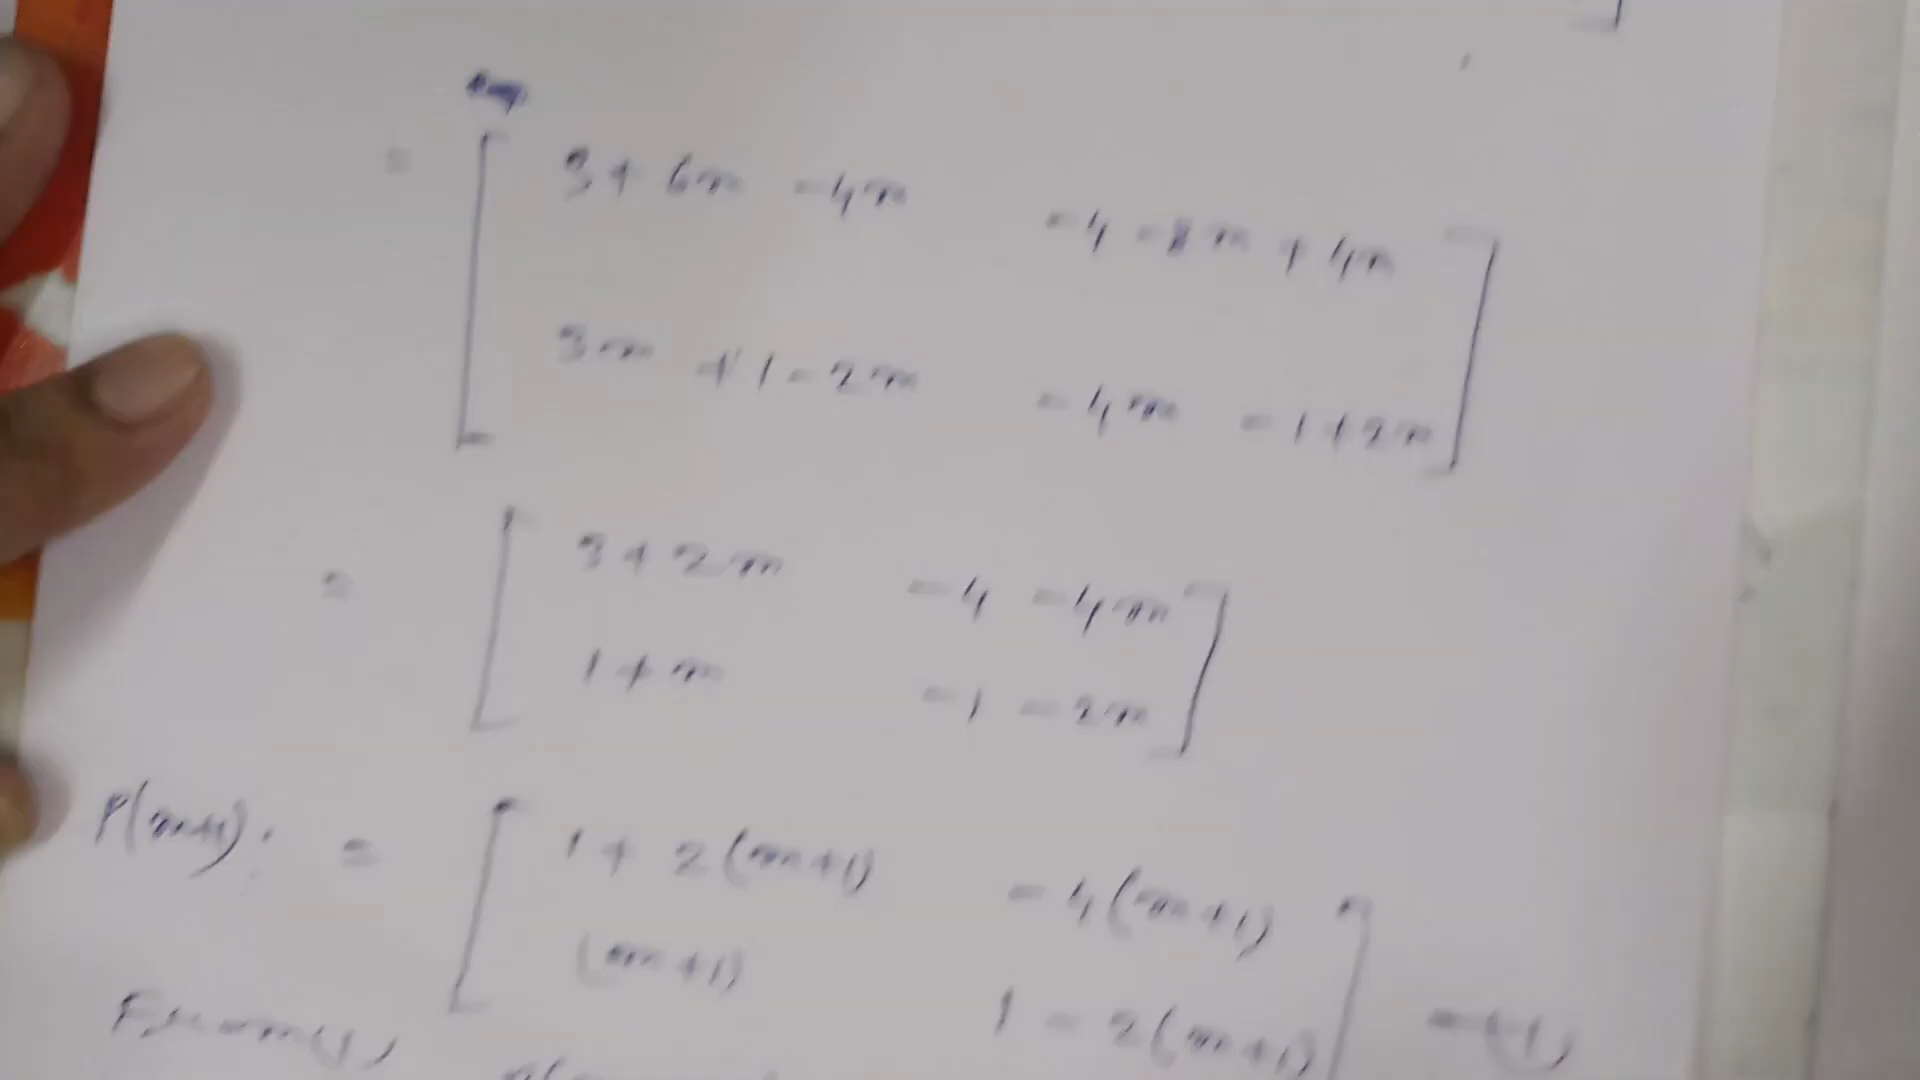 = [ 3 + 6m - 4m   - 4 - 8m + 4m
3m + 1 - 2m   - 4m - 1 + 2m ]
= [ 3 + 2m   - 4 - 4m
1 + m   - 1 - 2m ]
P(m+1). = [ 1 + 2(m+1)   - 4(m+1)
(m+1)   1 - 2(m+1) ]
From (1)